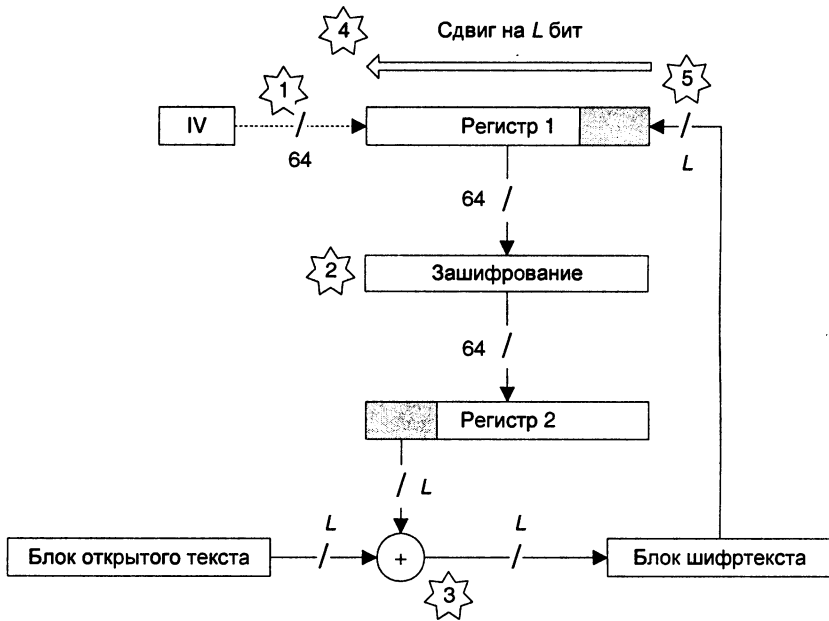 4
Сдвиг на L бит
1
5
IV
Регистр 1
64
L
64
2
Зашифрование
64
Регистр 2
L
L
L
Блок открытого текста
+
Блок шифртекста
3